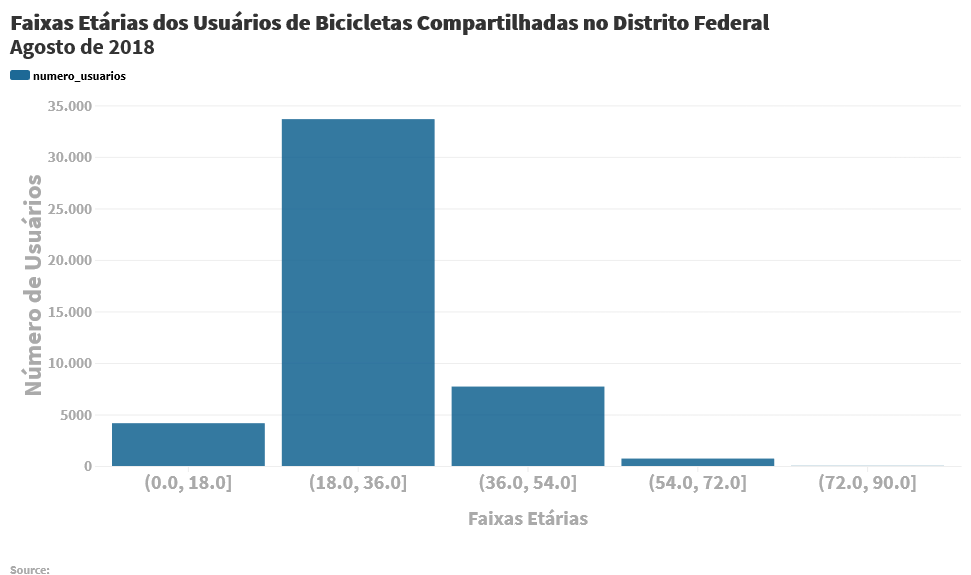 Faixas Etárias dos Usuários de Bicicletas Compartilhadas no Distrito Federal
Agosto de 2018
numero_usuarios
35.000
30.000
25.000
20.000
15.000
10.000
5000
0
Número de Usuários
(0.0, 18.0]
(18.0, 36.0]
(36.0, 54.0]
(54.0, 72.0]
(72.0, 90.0]
Faixas Etárias
Source: